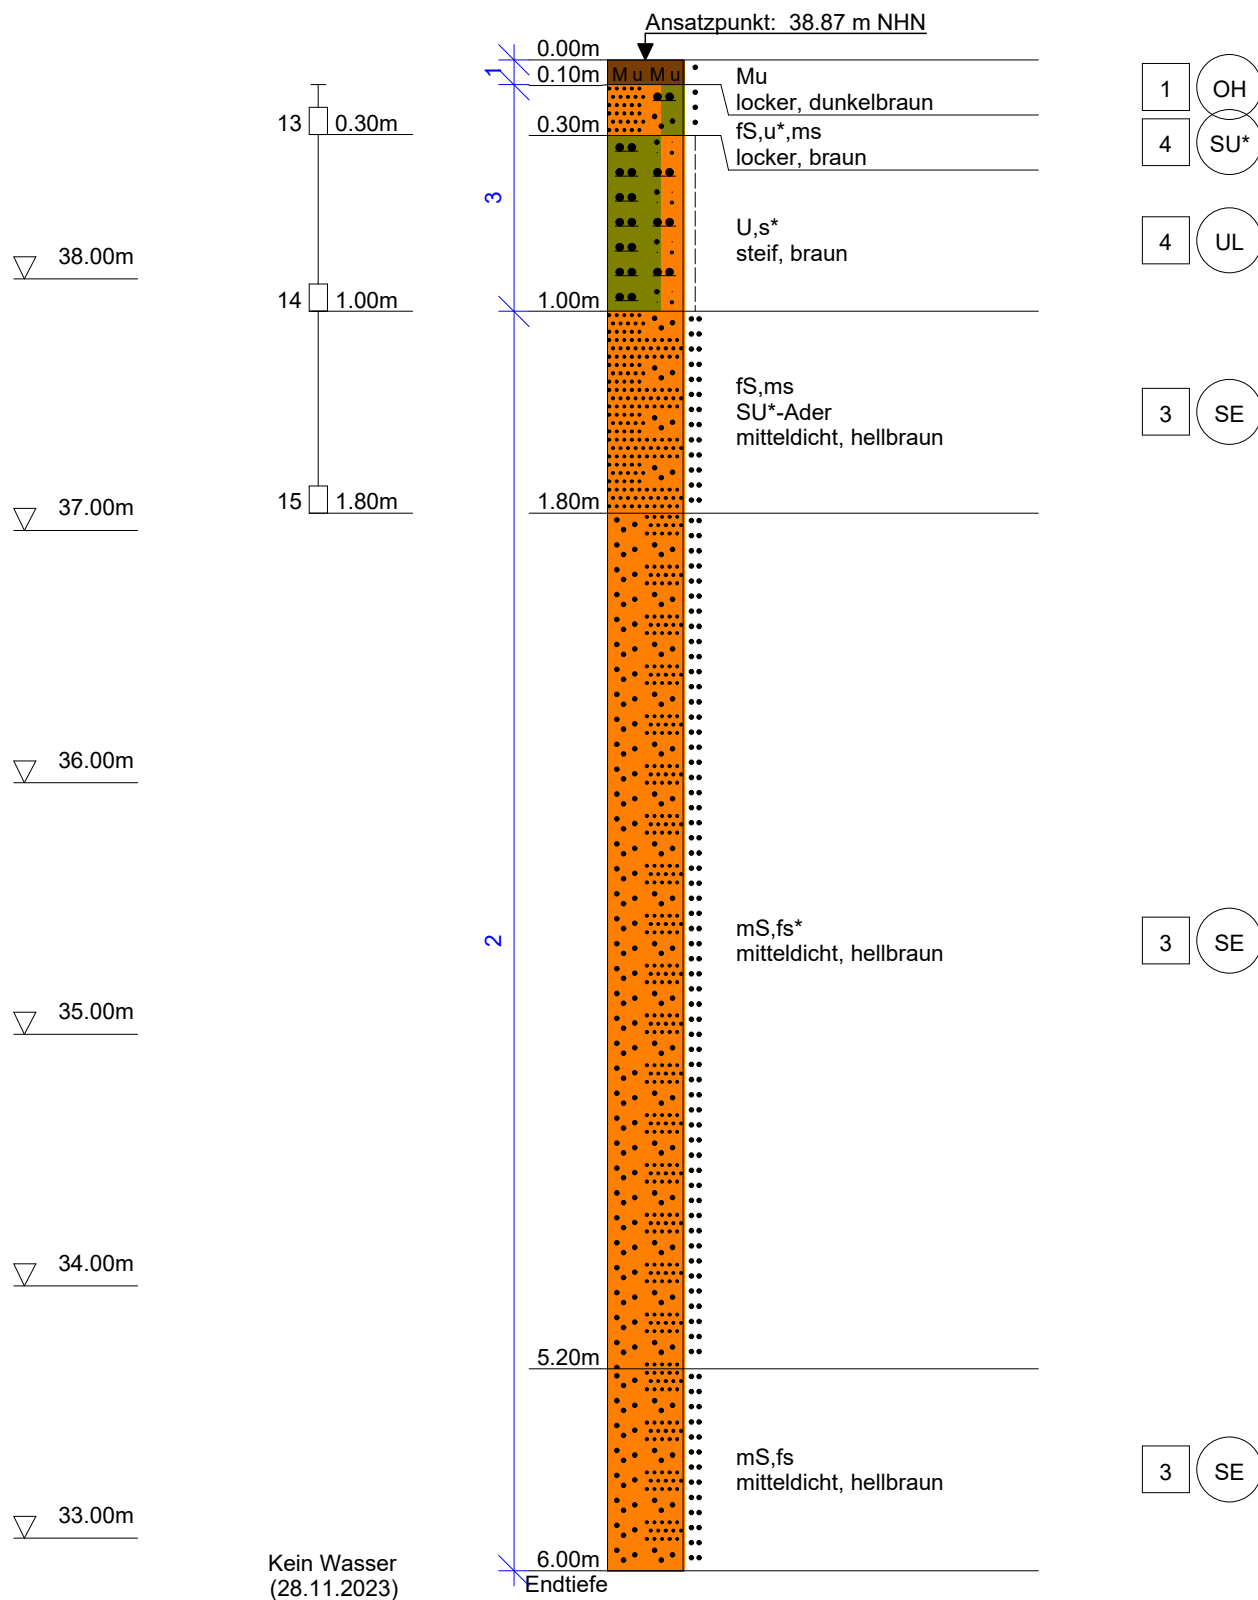 Ansatzpunkt: 38.87 m NHN
0.00m
1
0.10m
Mu Mu
Mu
locker, dunkelbraun
1 OH
13 0.30m
0.30m
fS,u*,ms
locker, braun
4 SU*
3
U,s*
steif, braun
4 UL
38.00m
14 1.00m
1.00m
fS,ms
SU*-Ader
mitteldicht, hellbraun
3 SE
37.00m
15 1.80m
1.80m
36.00m
2
mS,fs*
mitteldicht, hellbraun
3 SE
35.00m
34.00m
5.20m
mS,fs
mitteldicht, hellbraun
3 SE
33.00m
Kein Wasser
(28.11.2023)
6.00m
Endtiefe